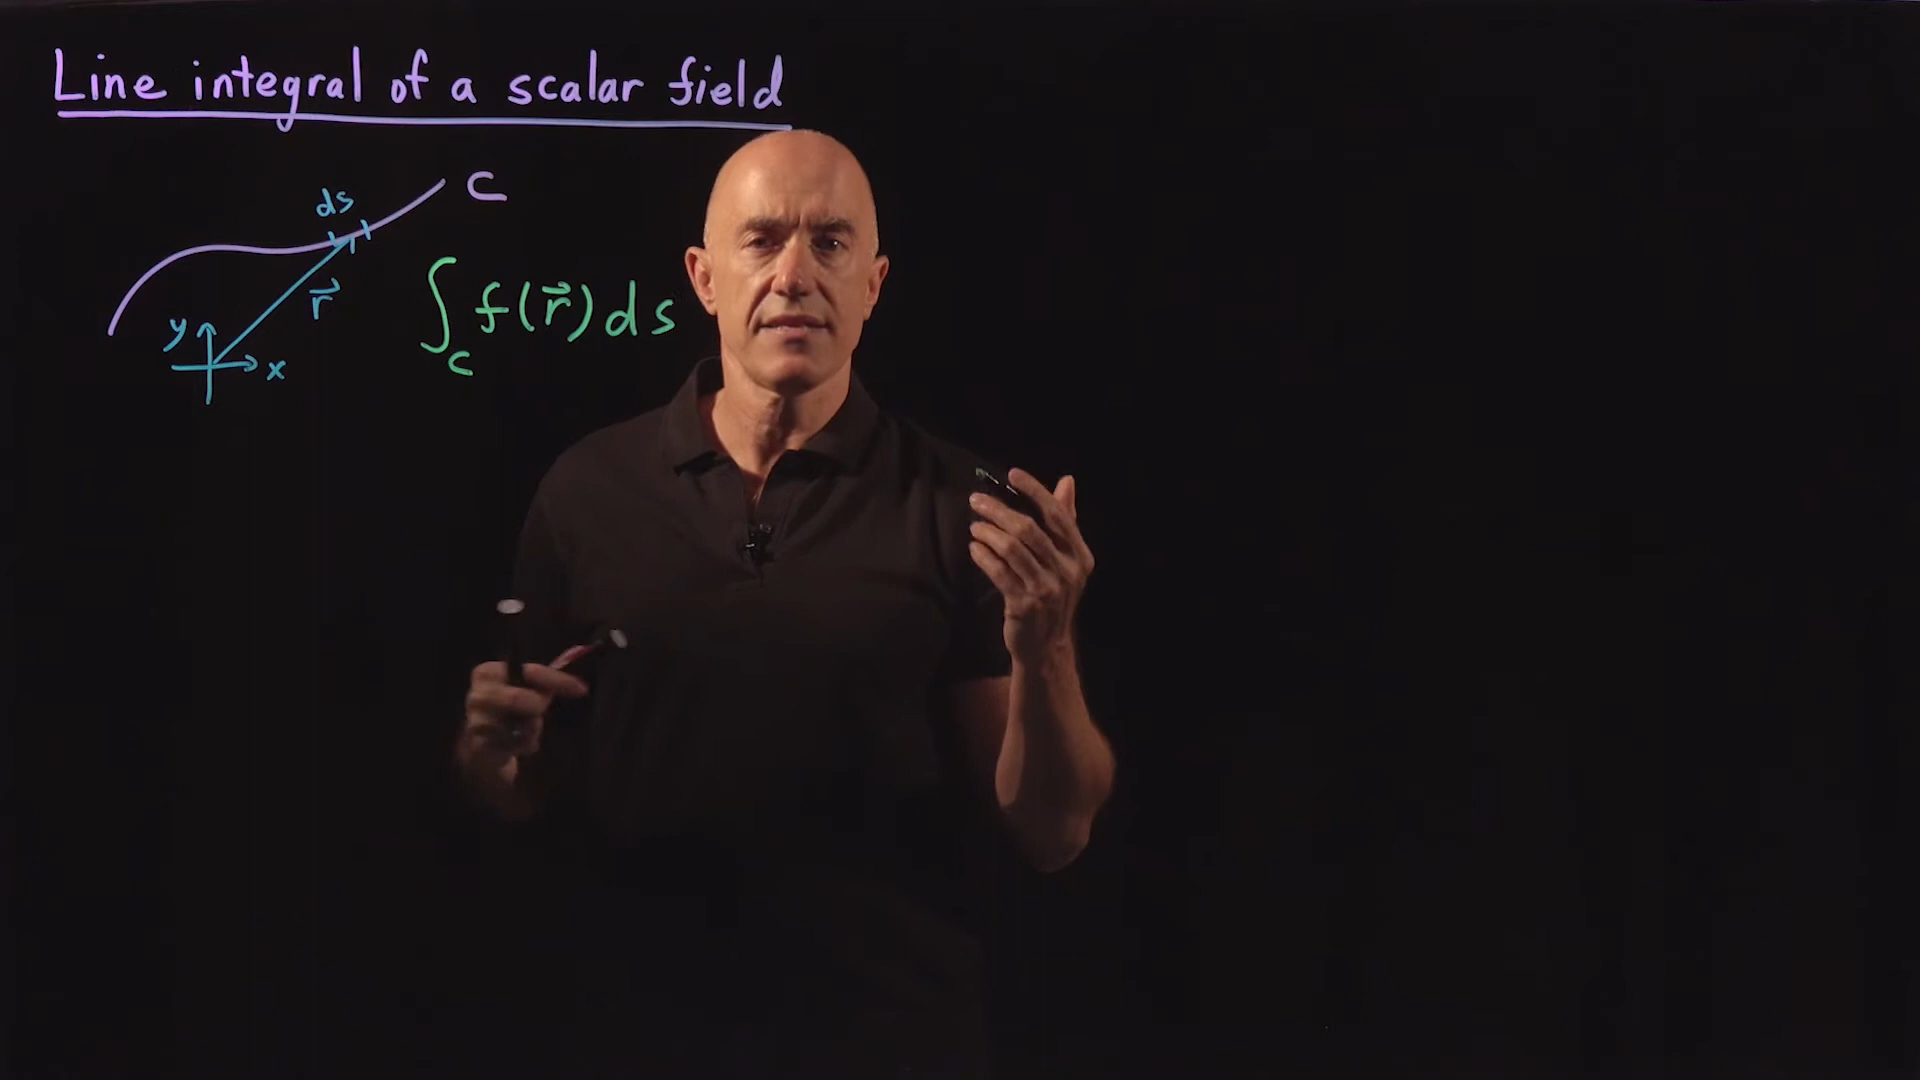 Line integral of a scalar field
C
ds
r⃗
∫_C f(r⃗) ds
y
x